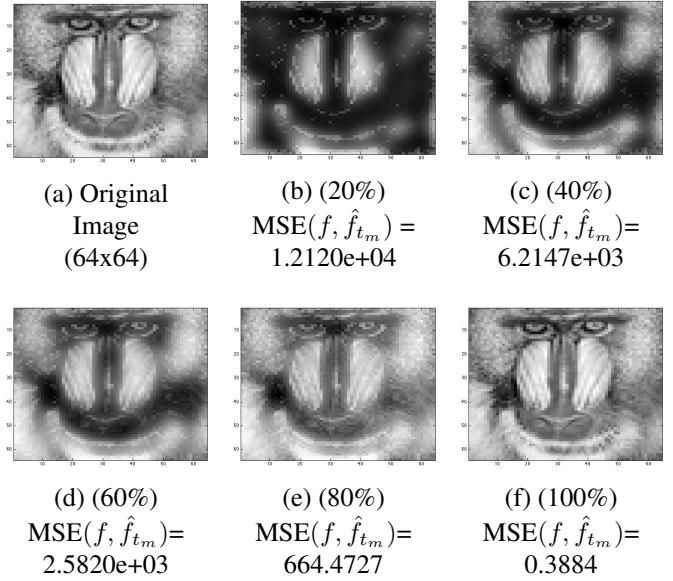 (a) Original
Image
(64x64)
(b) (20%)
MSE(f, f̂_{t_m}) =
1.2120e+04
(c) (40%)
MSE(f, f̂_{t_m})=
6.2147e+03
(d) (60%)
MSE(f, f̂_{t_m})=
2.5820e+03
(e) (80%)
MSE(f, f̂_{t_m})=
664.4727
(f) (100%)
MSE(f, f̂_{t_m})=
0.3884